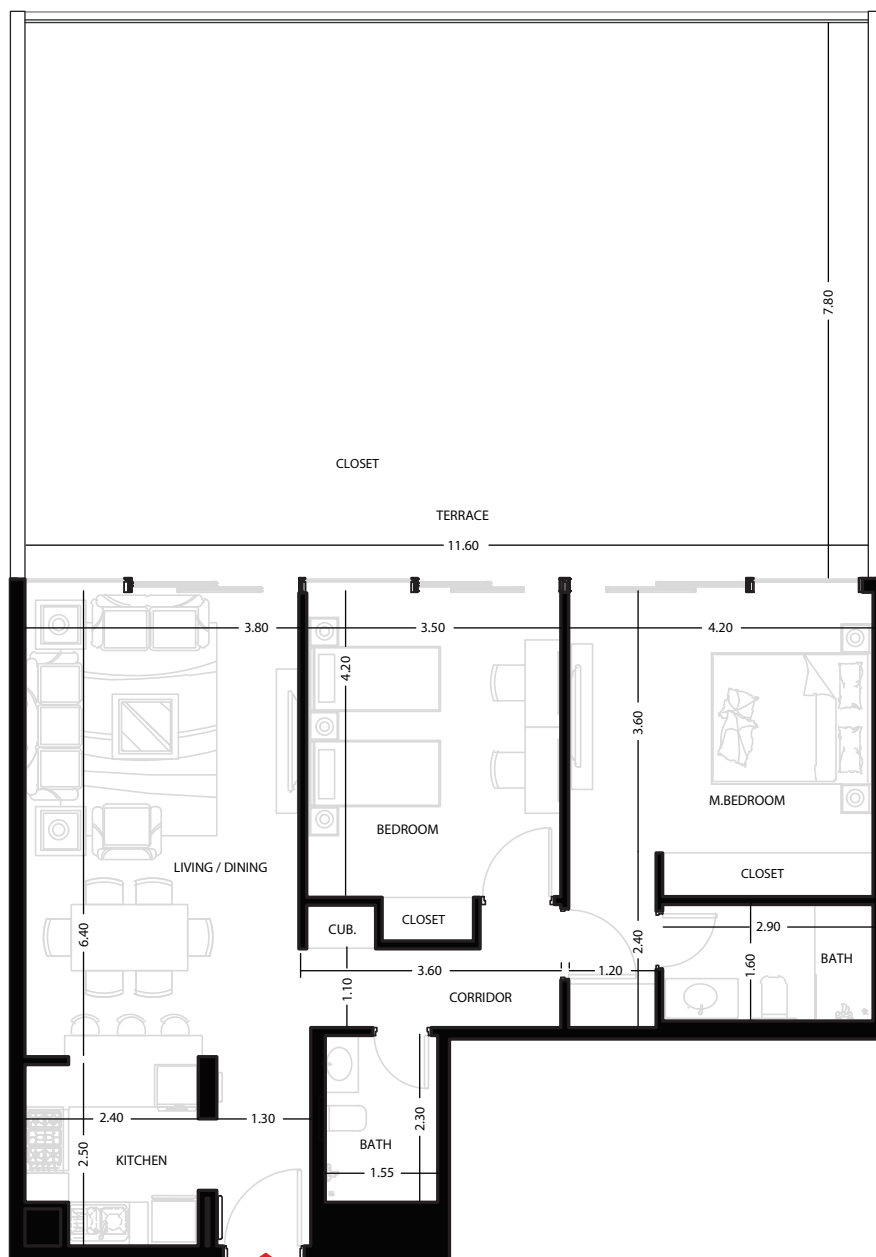 7.80
CLOSET
TERRACE
11.60
3.80
3.50
4.20
4.20
3.60
M.BEDROOM
BEDROOM
LIVING / DINING
CLOSET
CUB.
CLOSET
6.40
2.40
2.90
1.60
BATH
3.60
1.20
1.10
CORRIDOR
2.40
1.30
2.30
2.50
KITCHEN
BATH
1.55